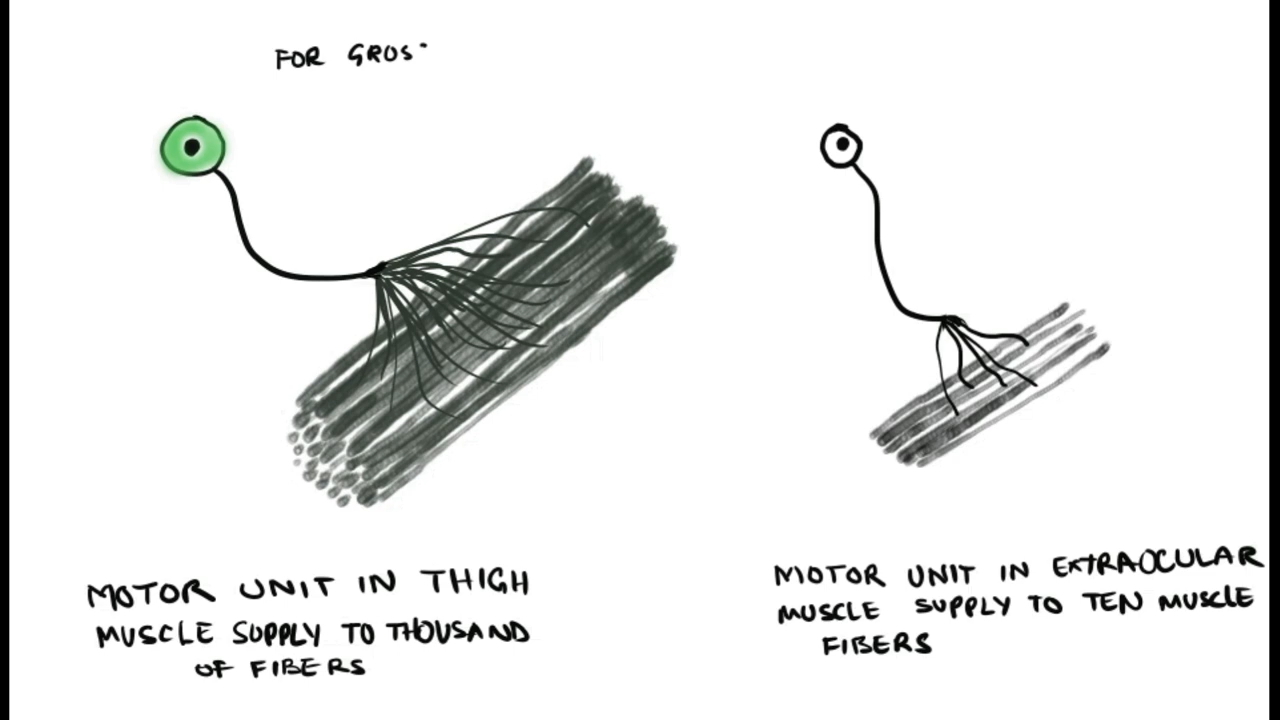 FOR GROS
MOTOR UNIT IN THIGH
MUSCLE SUPPLY TO THOUSAND
OF FIBERS
MOTOR UNIT IN EXTRAOCULAR
MUSCLE SUPPLY TO TEN MUSCLE
FIBERS